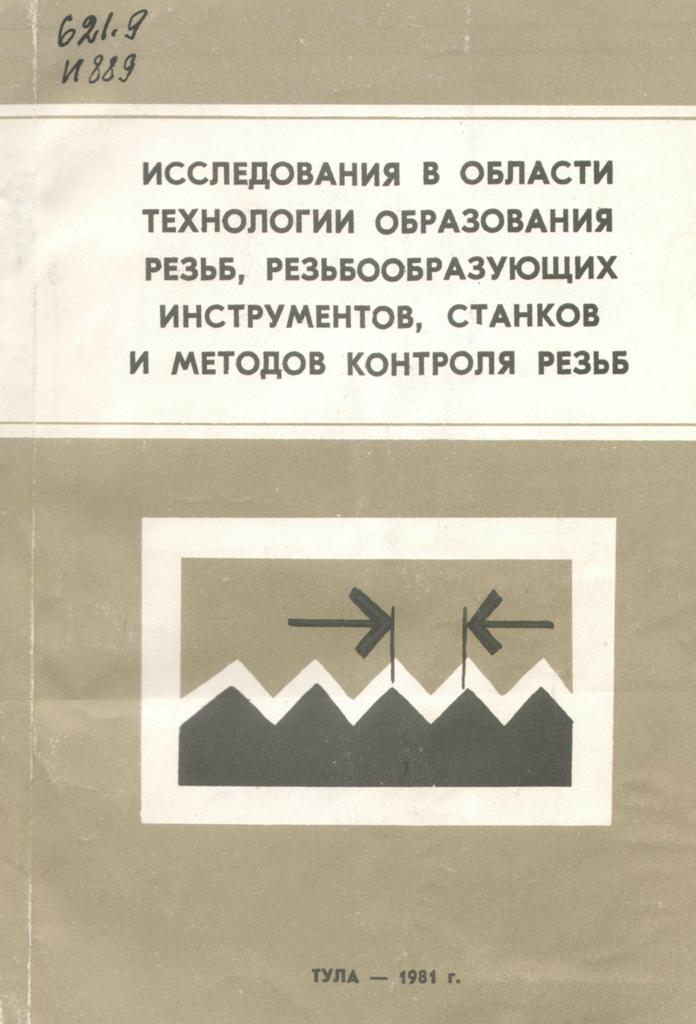 621.9
И889
ИССЛЕДОВАНИЯ В ОБЛАСТИ
ТЕХНОЛОГИИ ОБРАЗОВАНИЯ
РЕЗЬБ, РЕЗЬБООБРАЗУЮЩИХ
ИНСТРУМЕНТОВ, СТАНКОВ
И МЕТОДОВ КОНТРОЛЯ РЕЗЬБ
ТУЛА — 1981 г.